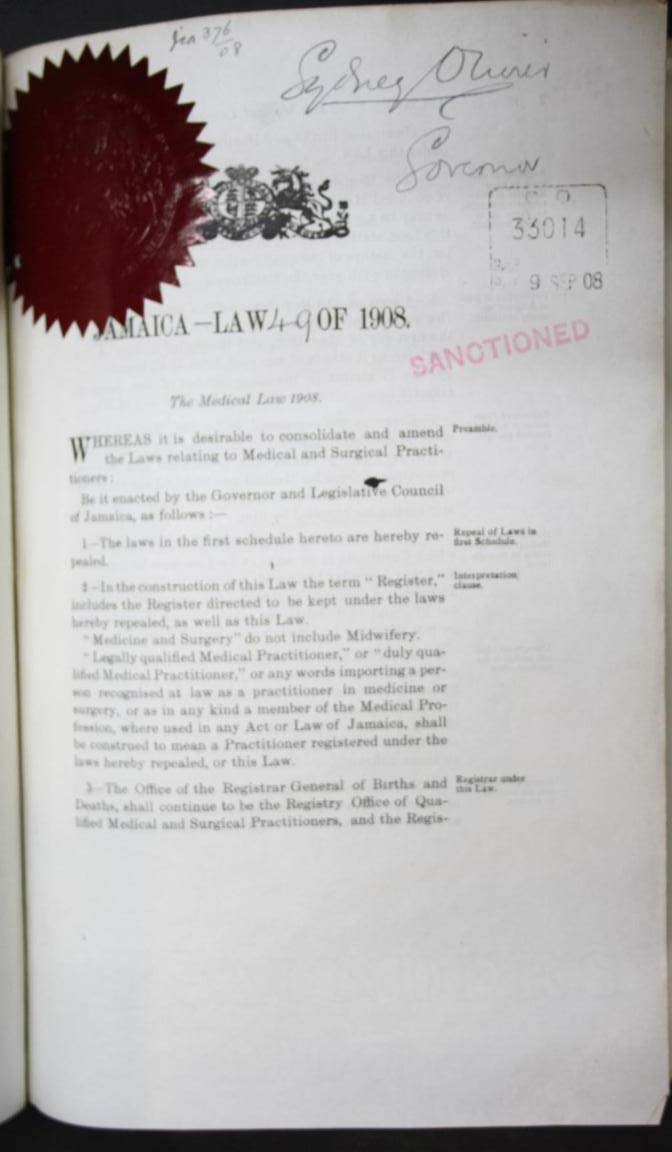 Jca 376/08
Sydney Olivier
Governor
C O
33014
REC
9 SEP 08
JAMAICA—LAW 49 OF 1908.
SANCTIONED
The Medical Law 1908.
WHEREAS it is desirable to consolidate and amend
Preamble.
the Laws relating to Medical and Surgical Practi-
tioners:
Be it enacted by the Governor and Legislative Council
of Jamaica, as follows :—
1—The laws in the first schedule hereto are hereby re-
pealed.
Repeal of Laws in
first Schedule.
2—In the construction of this Law the term "Register,"
includes the Register directed to be kept under the laws
hereby repealed, as well as this Law.
Interpretation
clause.
"Medicine and Surgery" do not include Midwifery.
"Legally qualified Medical Practitioner," or "duly qua-
lified Medical Practitioner," or any words importing a per-
son recognised at law as a practitioner in medicine or
surgery, or as in any kind a member of the Medical Pro-
fession, where used in any Act or Law of Jamaica, shall
be construed to mean a Practitioner registered under the
laws hereby repealed, or this Law.
3—The Office of the Registrar General of Births and
Deaths, shall continue to be the Registry Office of Qua-
lified Medical and Surgical Practitioners, and the Regis-
Registrar under
this Law.